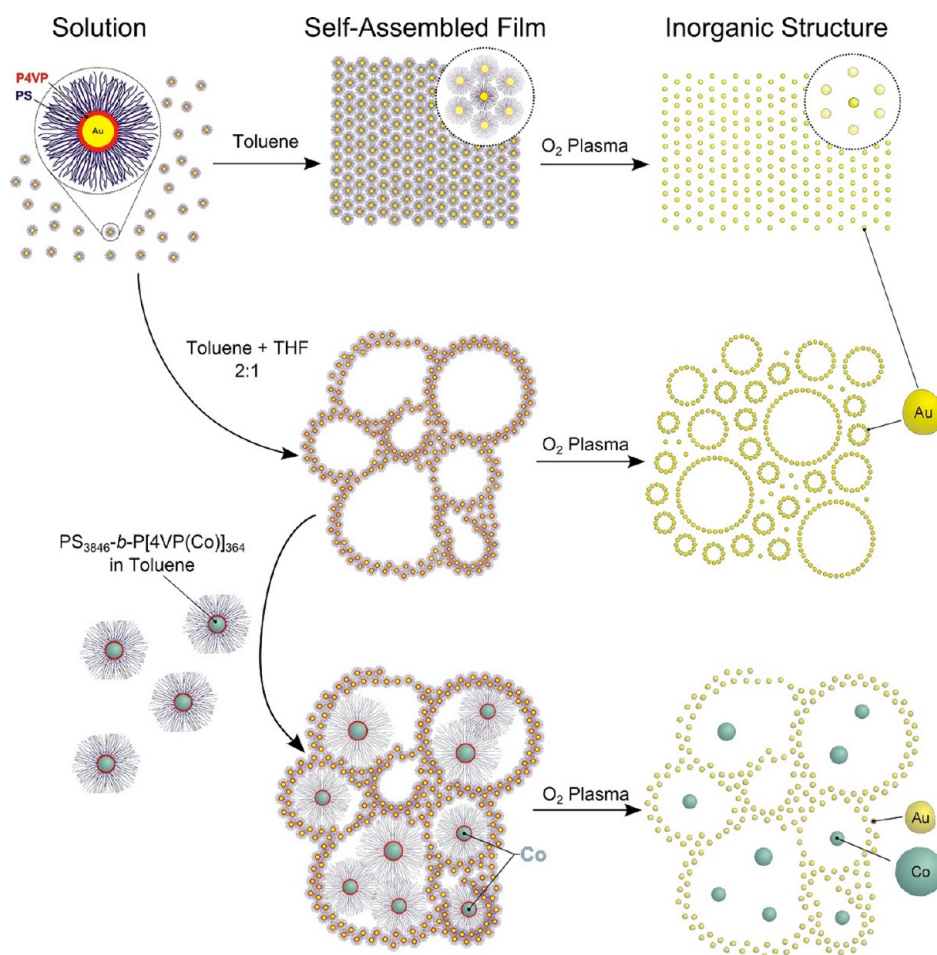 Solution
Self-Assembled Film
Inorganic Structure
P4VP
PS
Au
Toluene
O₂ Plasma
Toluene + THF
2:1
O₂ Plasma
Au
PS₃₈₄₆-b-P[4VP(Co)]₃₆₄
in Toluene
Co
O₂ Plasma
Au
Co